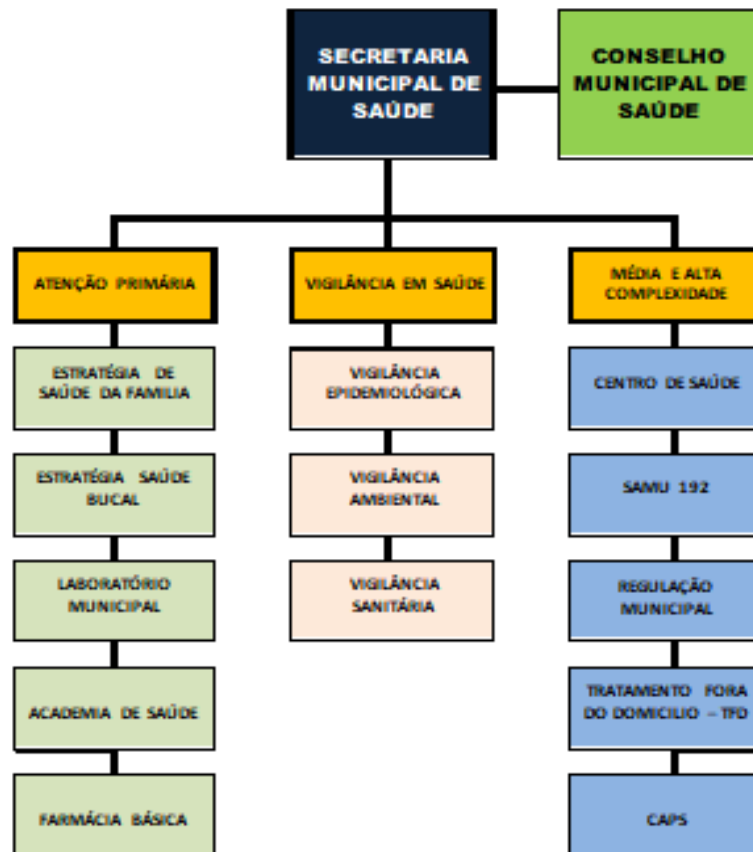 SECRETARIA
MUNICIPAL DE
SAÚDE
CONSELHO
MUNICIPAL DE
SAÚDE
ATENÇÃO PRIMÁRIA
VIGILÂNCIA EM SAÚDE
MÉDIA E ALTA
COMPLEXIDADE
ESTRATÉGIA DE
SAÚDE DA FAMILIA
ESTRATÉGIA SAÚDE
BUCAL
LABORATÓRIO
MUNICIPAL
ACADEMIA DE SAÚDE
FARMÁCIA BÁSICA
VIGILÂNCIA
EPIDEMIOLÓGICA
VIGILÂNCIA
AMBIENTAL
VIGILÂNCIA
SANITÁRIA
CENTRO DE SAÚDE
SAMU 192
REGULAÇÃO
MUNICIPAL
TRATAMENTO FORA
DO DOMICILIO – TFD
CAPS